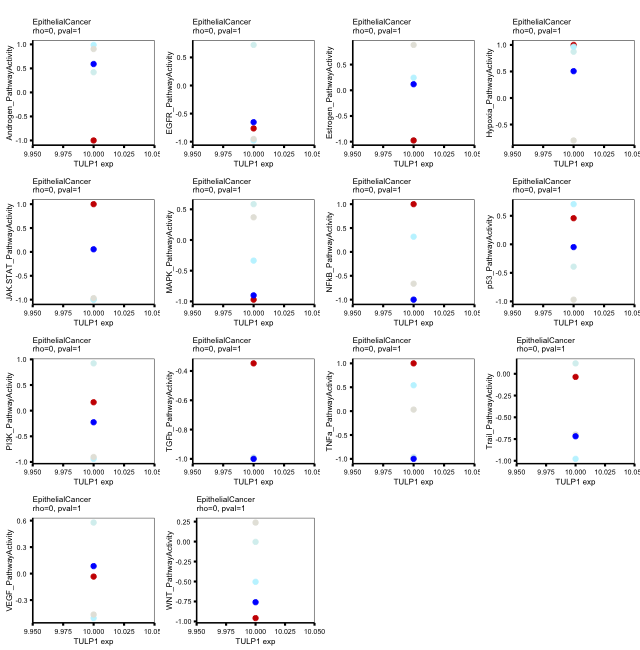 EpithelialCancer
rho=0, pval=1
Androgen_PathwayActivity
1.0
0.5
0.0
-0.5
-1.0
9.950 9.975 10.000 10.025 10.05
TULP1 exp
EpithelialCancer
rho=0, pval=1
EGFR_PathwayActivity
0.5
0.0
-0.5
-1.0
9.950 9.975 10.000 10.025 10.05
TULP1 exp
EpithelialCancer
rho=0, pval=1
Estrogen_PathwayActivity
0.5
0.0
-0.5
-1.0
9.950 9.975 10.000 10.025 10.05
TULP1 exp
EpithelialCancer
rho=0, pval=1
Hypoxia_PathwayActivity
1.0
0.5
0.0
-0.5
9.950 9.975 10.000 10.025 10.050
TULP1 exp
EpithelialCancer
rho=0, pval=1
JAK.STAT_PathwayActivity
1.0
0.5
0.0
-0.5
-1.0
9.950 9.975 10.000 10.025 10.05
TULP1 exp
EpithelialCancer
rho=0, pval=1
MAPK_PathwayActivity
0.5
0.0
-0.5
-1.0
9.950 9.975 10.000 10.025 10.05
TULP1 exp
EpithelialCancer
rho=0, pval=1
NFkB_PathwayActivity
1.0
0.5
0.0
-0.5
-1.0
9.950 9.975 10.000 10.025 10.05
TULP1 exp
EpithelialCancer
rho=0, pval=1
p53_PathwayActivity
0.5
0.0
-0.5
-1.0
9.950 9.975 10.000 10.025 10.050
TULP1 exp
EpithelialCancer
rho=0, pval=1
PI3K_PathwayActivity
1.0
0.5
0.0
-0.5
-1.0
9.950 9.975 10.000 10.025 10.05
TULP1 exp
EpithelialCancer
rho=0, pval=1
TGFb_PathwayActivity
-0.4
-0.6
-0.8
-1.0
9.950 9.975 10.000 10.025 10.05
TULP1 exp
EpithelialCancer
rho=0, pval=1
TNFa_PathwayActivity
1.0
0.5
0.0
-0.5
-1.0
9.950 9.975 10.000 10.025 10.05
TULP1 exp
EpithelialCancer
rho=0, pval=1
Trail_PathwayActivity
0.00
-0.25
-0.50
-0.75
-1.00
9.950 9.975 10.000 10.025 10.050
TULP1 exp
EpithelialCancer
rho=0, pval=1
VEGF_PathwayActivity
0.6
0.3
0.0
-0.3
9.950 9.975 10.000 10.025 10.05
TULP1 exp
EpithelialCancer
rho=0, pval=1
WNT_PathwayActivity
0.25
0.00
-0.25
-0.50
-0.75
-1.00
9.950 9.975 10.000 10.025 10.050
TULP1 exp